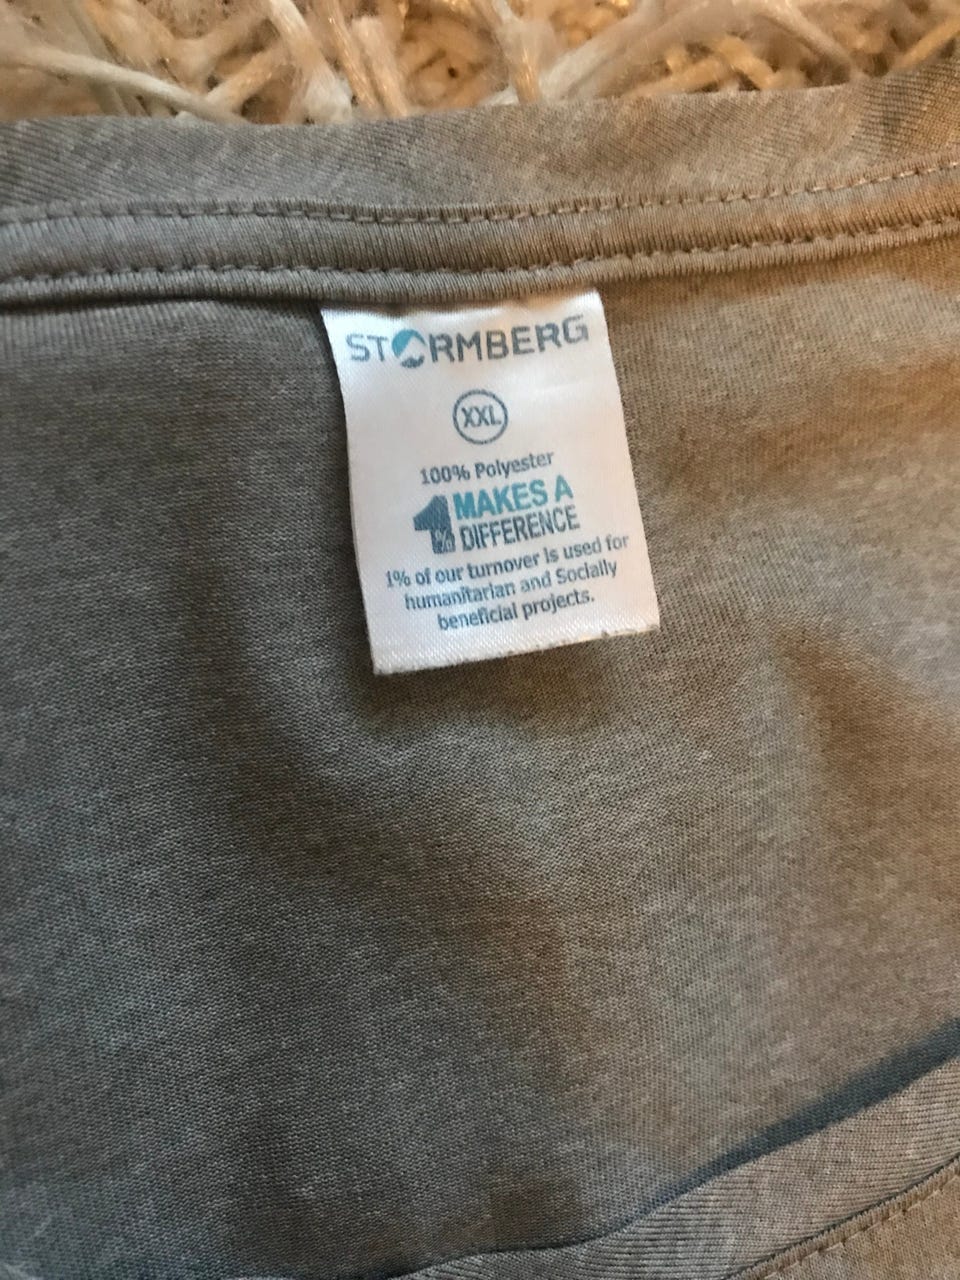 STORMBERG
XXL
100% Polyester
1% MAKES A
DIFFERENCE
1% of our turnover is used for
humanitarian and Socially
beneficial projects.